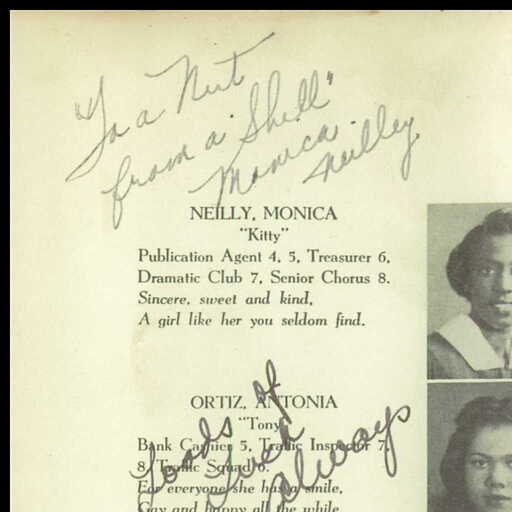 "To a Nut
from a "Shell"
Monica Neilley
NEILLY, MONICA
"Kitty"
Publication Agent 4, 5, Treasurer 6,
Dramatic Club 7, Senior Chorus 8.
Sincere, sweet and kind,
A girl like her you seldom find.
ORTIZ, ANTONIA
"Tony"
Bank Cashier 5, Traffic Inspector 7,
8, Traffic Squad 6.
For everyone she has a smile,
Gay and happy all the while
Loads of
Luck
Always